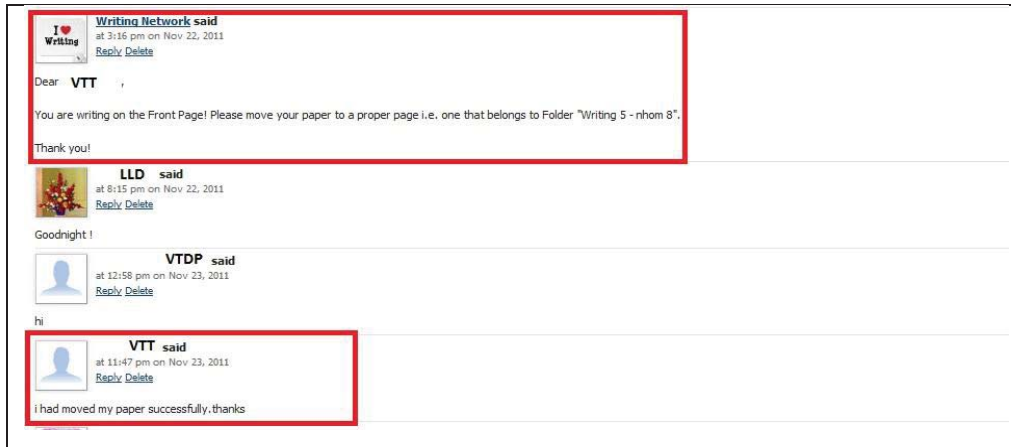 I
Writing
Writing Network said
at 3:16 pm on Nov 22, 2011
Reply Delete
Dear VTT ,
You are writing on the Front Page! Please move your paper to a proper page i.e. one that belongs to Folder "Writing 5 - nhom 8".
Thank you!
LLD said
at 8:15 pm on Nov 22, 2011
Reply Delete
Goodnight !
VTDP said
at 12:58 pm on Nov 23, 2011
Reply Delete
hi
VTT said
at 11:47 pm on Nov 23, 2011
Reply Delete
i had moved my paper successfully.thanks